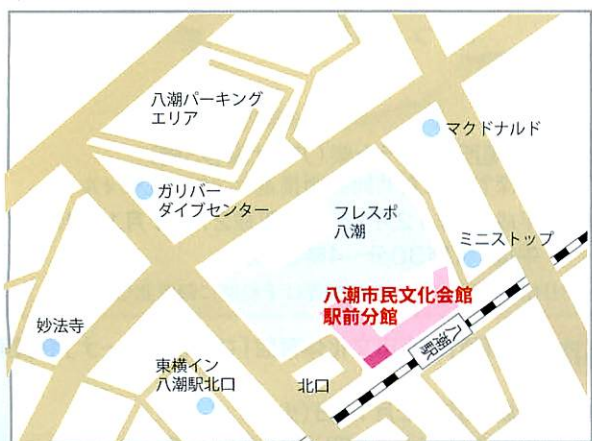 八潮パーキング
エリア
マクドナルド
ガリバー
ダイブセンター
フレスポ
八潮
ミニストップ
八潮市民文化会館
駅前分館
八潮駅
妙法寺
東横イン
八潮駅北口
北口